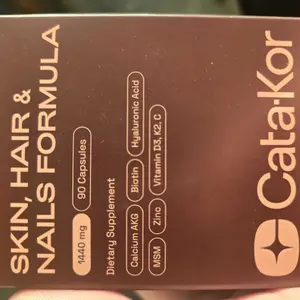 SKIN, HAIR &
NAILS FORMULA
1440 mg
90 Capsules
Dietary Supplement
Calcium AKG
Biotin
Hyaluronic Acid
MSM
Zinc
Vitamin D3, K2, C
Cata-Kor